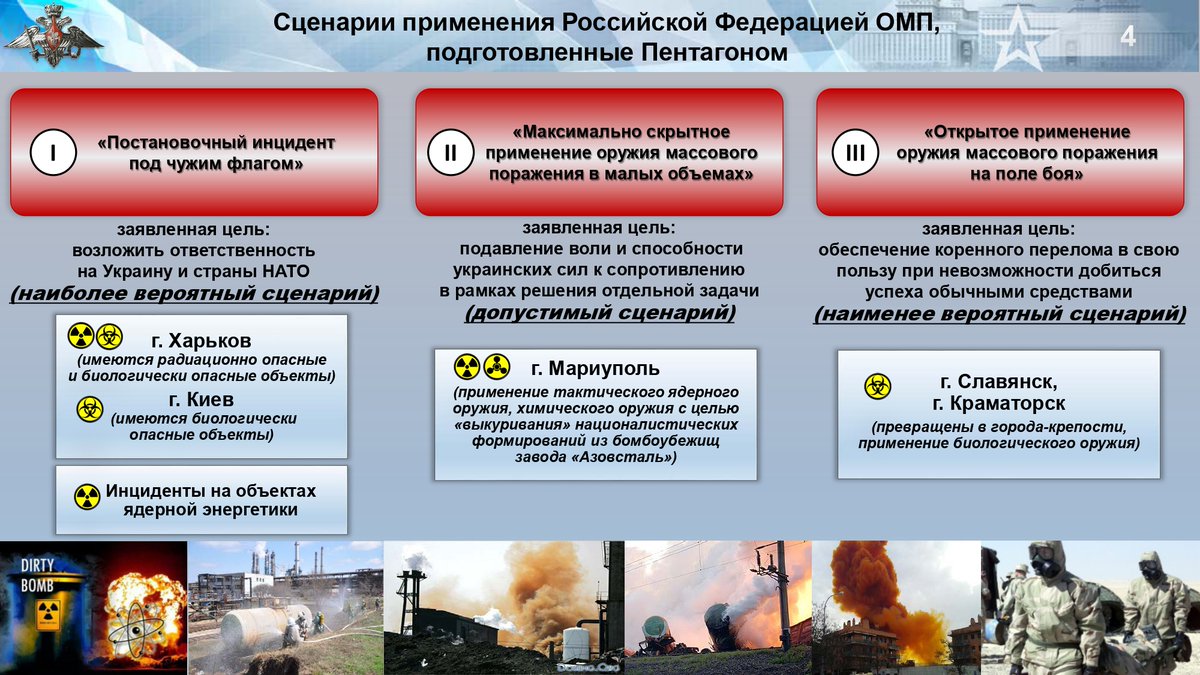 Сценарии применения Российской Федерацией ОМП,
подготовленные Пентагоном
4
I
«Постановочный инцидент
под чужим флагом»
заявленная цель:
возложить ответственность
на Украину и страны НАТО
(наиболее вероятный сценарий)
г. Харьков
(имеются радиационно опасные
и биологически опасные объекты)
г. Киев
(имеются биологически
опасные объекты)
Инциденты на объектах
ядерной энергетики
II
«Максимально скрытное
применение оружия массового
поражения в малых объемах»
заявленная цель:
подавление воли и способности
украинских сил к сопротивлению
в рамках решения отдельной задачи
(допустимый сценарий)
г. Мариуполь
(применение тактического ядерного
оружия, химического оружия с целью
«выкуривания» националистических
формирований из бомбоубежищ
завода «Азовсталь»)
III
«Открытое применение
оружия массового поражения
на поле боя»
заявленная цель:
обеспечение коренного перелома в свою
пользу при невозможности добиться
успеха обычными средствами
(наименее вероятный сценарий)
г. Славянск,
г. Краматорск
(превращены в города-крепости,
применение биологического оружия)
DIRTY
BOMB